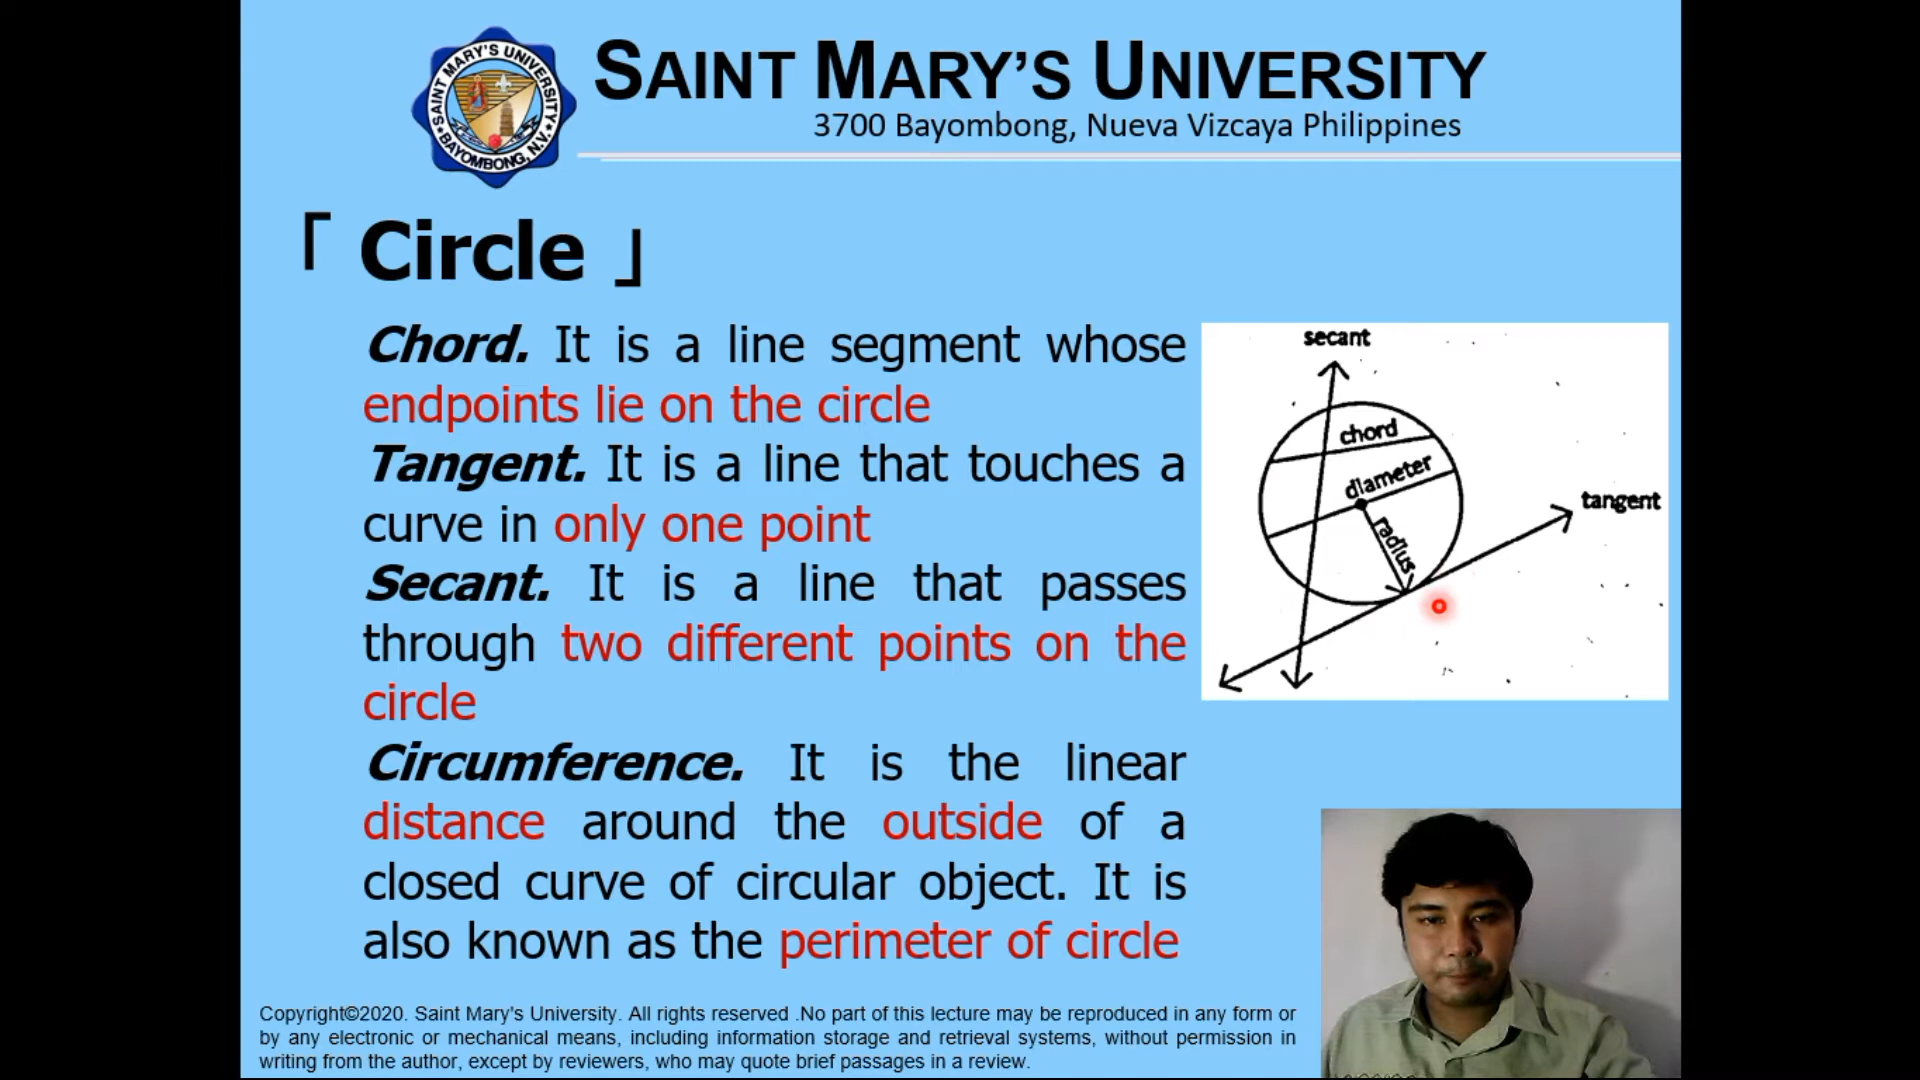 SAINT MARY'S UNIVERSITY
BAYOMBONG, N.V.
SAINT MARY’S UNIVERSITY
3700 Bayombong, Nueva Vizcaya Philippines
「 Circle 」
Chord. It is a line segment whose
endpoints lie on the circle
Tangent. It is a line that touches a
curve in only one point
Secant. It is a line that passes
through two different points on the
circle
Circumference. It is the linear
distance around the outside of a
closed curve of circular object. It is
also known as the perimeter of circle
secant
chord
diameter
radius
tangent
Copyright©2020. Saint Mary's University. All rights reserved .No part of this lecture may be reproduced in any form or
by any electronic or mechanical means, including information storage and retrieval systems, without permission in
writing from the author, except by reviewers, who may quote brief passages in a review.